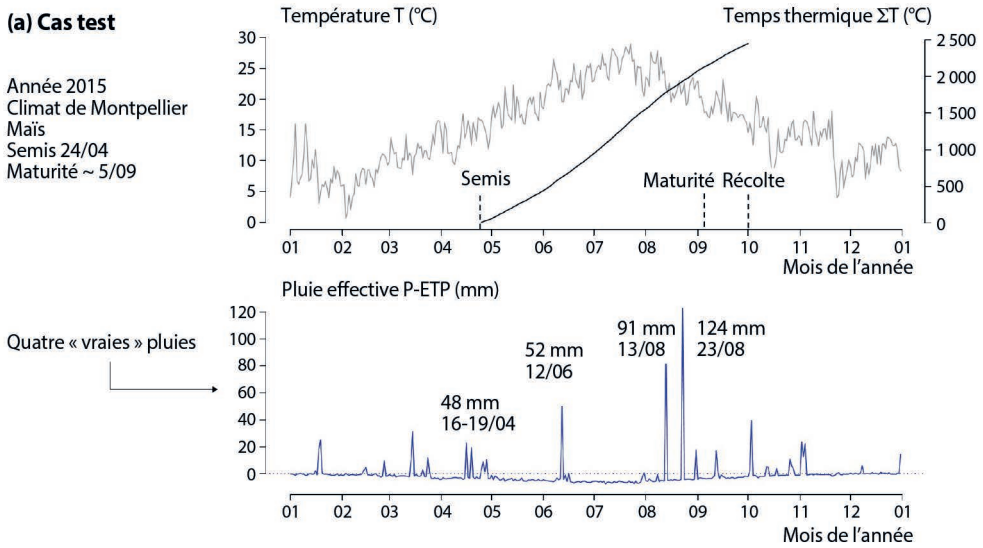 (a) Cas test
Année 2015
Climat de Montpellier
Maïs
Semis 24/04
Maturité ~ 5/09
Température T (°C)
Temps thermique ΣT (°C)
30
25
20
15
10
5
0
2 500
2 000
1 500
1 000
500
0
Semis
Maturité
Récolte
01 02 03 04 05 06 07 08 09 10 11 12 01
Mois de l’année
Quatre « vraies » pluies
Pluie effective P-ETP (mm)
120
100
80
60
40
20
0
48 mm
16-19/04
52 mm
12/06
91 mm
13/08
124 mm
23/08
01 02 03 04 05 06 07 08 09 10 11 12 01
Mois de l’année